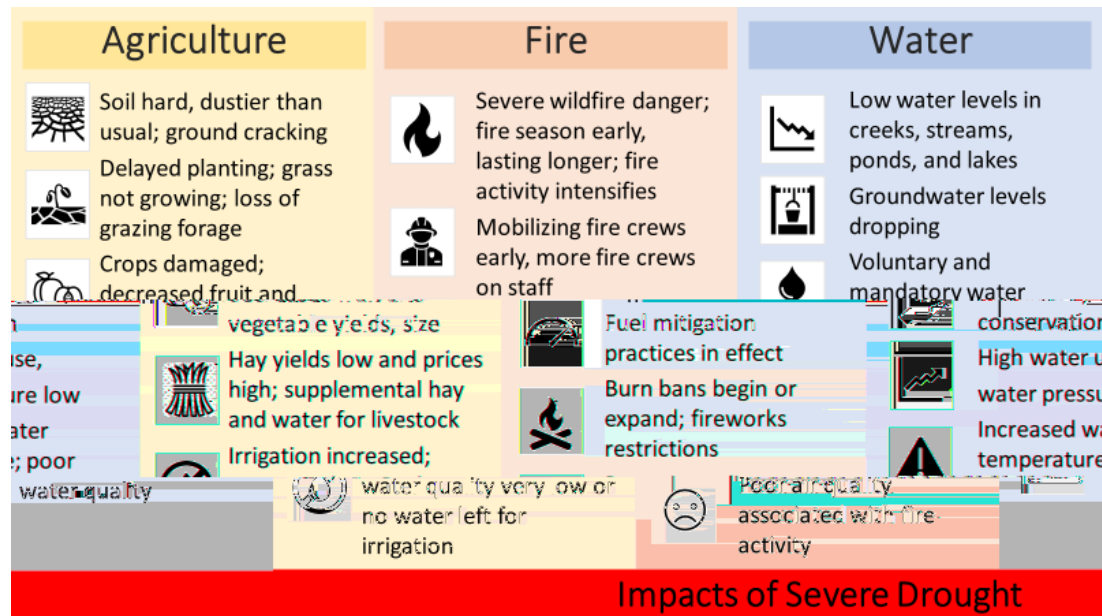 Agriculture
Soil hard, dustier than
usual; ground cracking
Delayed planting; grass
not growing; loss of
grazing forage
Crops damaged;
decreased fruit and
vegetable yields, size
Hay yields low and prices
high; supplemental hay
and water for livestock
Irrigation increased;
water quality very low or
no water left for
irrigation
Fire
Severe wildfire danger;
fire season early,
lasting longer; fire
activity intensifies
Mobilizing fire crews
early, more fire crews
on staff
Fuel mitigation
practices in effect
Burn bans begin or
expand; fireworks
restrictions
Poor air quality
associated with fire
activity
Water
Low water levels in
creeks, streams,
ponds, and lakes
Groundwater levels
dropping
Voluntary and
mandatory water
conservation
High water u
water pressu
Increased wa
temperature
se,
ure low
ater
; poor
water quality
Impacts of Severe Drought